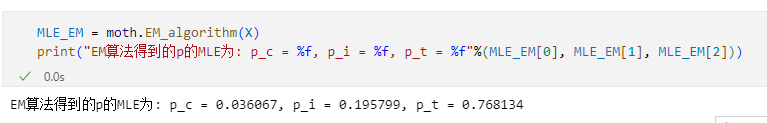 MLE_EM = moth.EM_algorithm(X)
print("EM算法得到的p的MLE为: p_c = %f, p_i = %f, p_t = %f"%(MLE_EM[0], MLE_EM[1], MLE_EM[2]))
0.0s
EM算法得到的p的MLE为: p_c = 0.036067, p_i = 0.195799, p_t = 0.768134